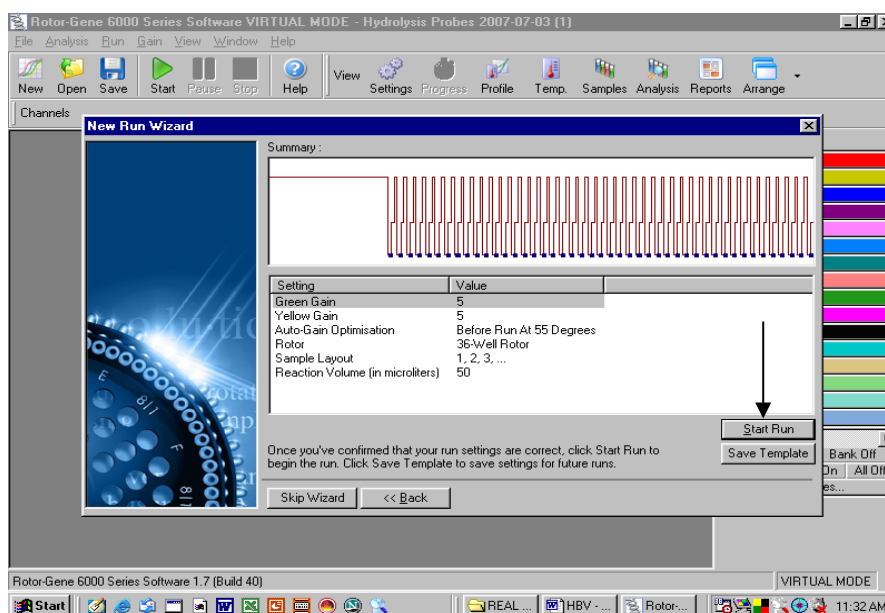 Rotor-Gene 6000 Series Software VIRTUAL MODE - Hydrolysis Probes 2007-07-03 (1)
File Analysis Run Gain View Window Help
New Open Save Start Pause Stop Help View Settings Progress Profile Temp. Samples Analysis Reports Arrange
Channels
New Run Wizard
Summary :
Setting Value
Green Gain 5
Yellow Gain 5
Auto-Gain Optimisation Before Run At 55 Degrees
Rotor 36-Well Rotor
Sample Layout 1, 2, 3, ...
Reaction Volume (in microliters) 50
Start Run
Once you've confirmed that your run settings are correct, click Start Run to
begin the run. Click Save Template to save settings for future runs.
Save Template
Bank Off
On All Off
es...
Skip Wizard << Back
Rotor-Gene 6000 Series Software 1.7 (Build 40) VIRTUAL MODE
Start REAL ... HBV - ... Rotor-... 11:32 AM